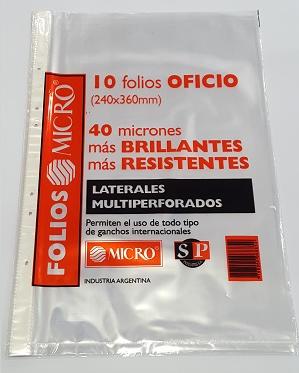 10 folios OFICIO
(240x360mm)
40 micrones
más BRILLANTES
más RESISTENTES
LATERALES
MULTIPERFORADOS
Permiten el uso de todo tipo
de ganchos internacionales
MICRO
SP
INDUSTRIA ARGENTINA
FOLIOS MICRO®